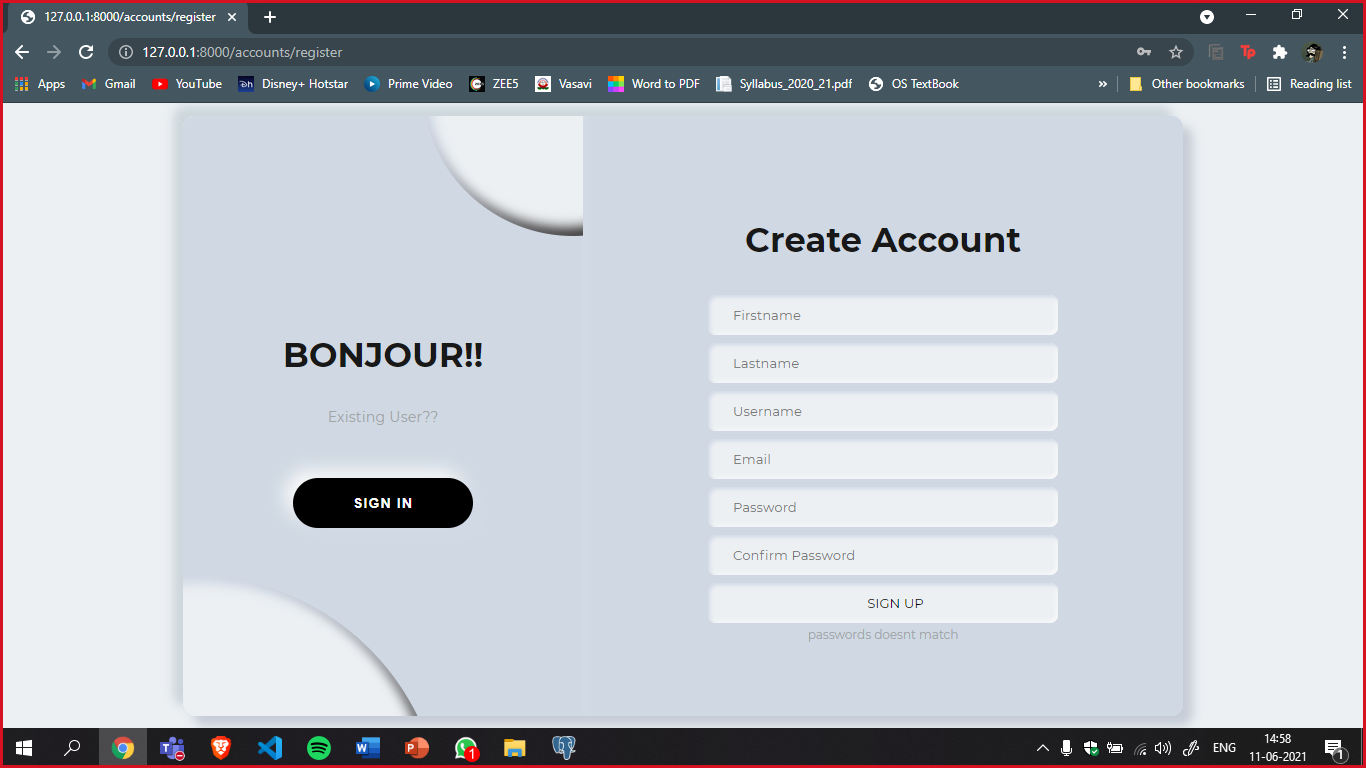 127.0.0.1:8000/accounts/register
127.0.0.1:8000/accounts/register
Apps Gmail YouTube Disney+ Hotstar Prime Video ZEE5 Vasavi Word to PDF Syllabus_2020_21.pdf OS TextBook » Other bookmarks Reading list
BONJOUR!!
Existing User??
SIGN IN
Create Account
Firstname
Lastname
Username
Email
Password
Confirm Password
SIGN UP
passwords doesnt match
ENG
14:58
11-06-2021
1
1